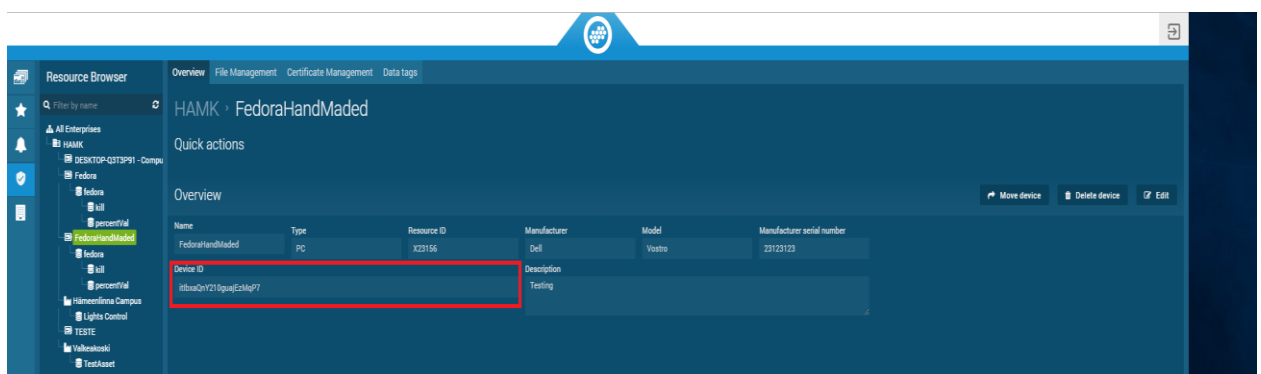 Resource Browser
Filter by name
All Enterprises
HAMK
DESKTOP-Q3T3P91 - Compu
Fedora
fedora
kill
percentVal
FedoraHandMaded
fedora
kill
percentVal
Hämeenlinna Campus
Lights Control
TESTE
Valkeakoski
TestAsset
Overview File Management Certificate Management Data tags
HAMK › FedoraHandMaded
Quick actions
Overview
Move device Delete device Edit
Name Type Resource ID Manufacturer Model Manufacturer serial number
FedoraHandMaded PC X23156 Dell Vostro 23123123
Device ID Description
ittbxaQnY210guajEzMqP7 Testing